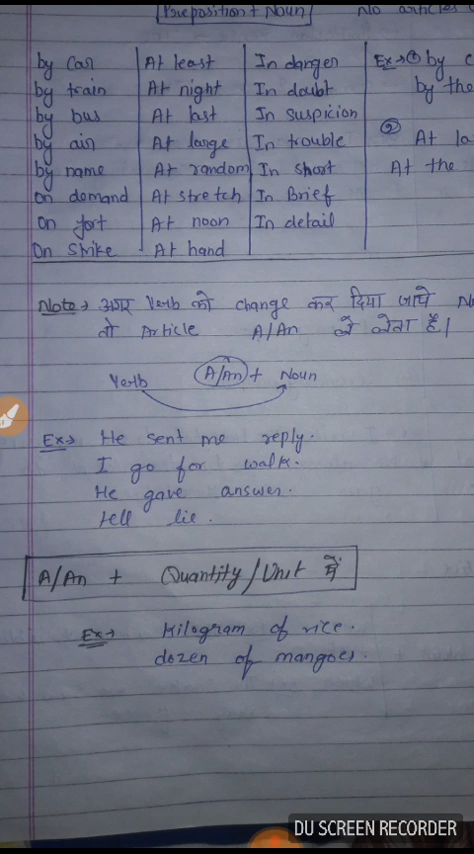 Preposition + Noun No articles
by car At least In danger Ex→ ① by c
by train At night In doubt by the
by bus At last In suspicion
by air At large In trouble ② At la
by name At random In short At the
on demand At stretch In Brief
on foot At noon In detail
On Strike At hand
Note→ अगर Verb को change कर दिया जाये
तो Article A/An ले लेता है।
Verb A/An + Noun
Ex→ He sent me reply.
I go for walk.
He gave answer.
tell lie.
A/An + Quantity/Unit में
Ex→ Kilogram of rice.
dozen of mangoes.
DU SCREEN RECORDER